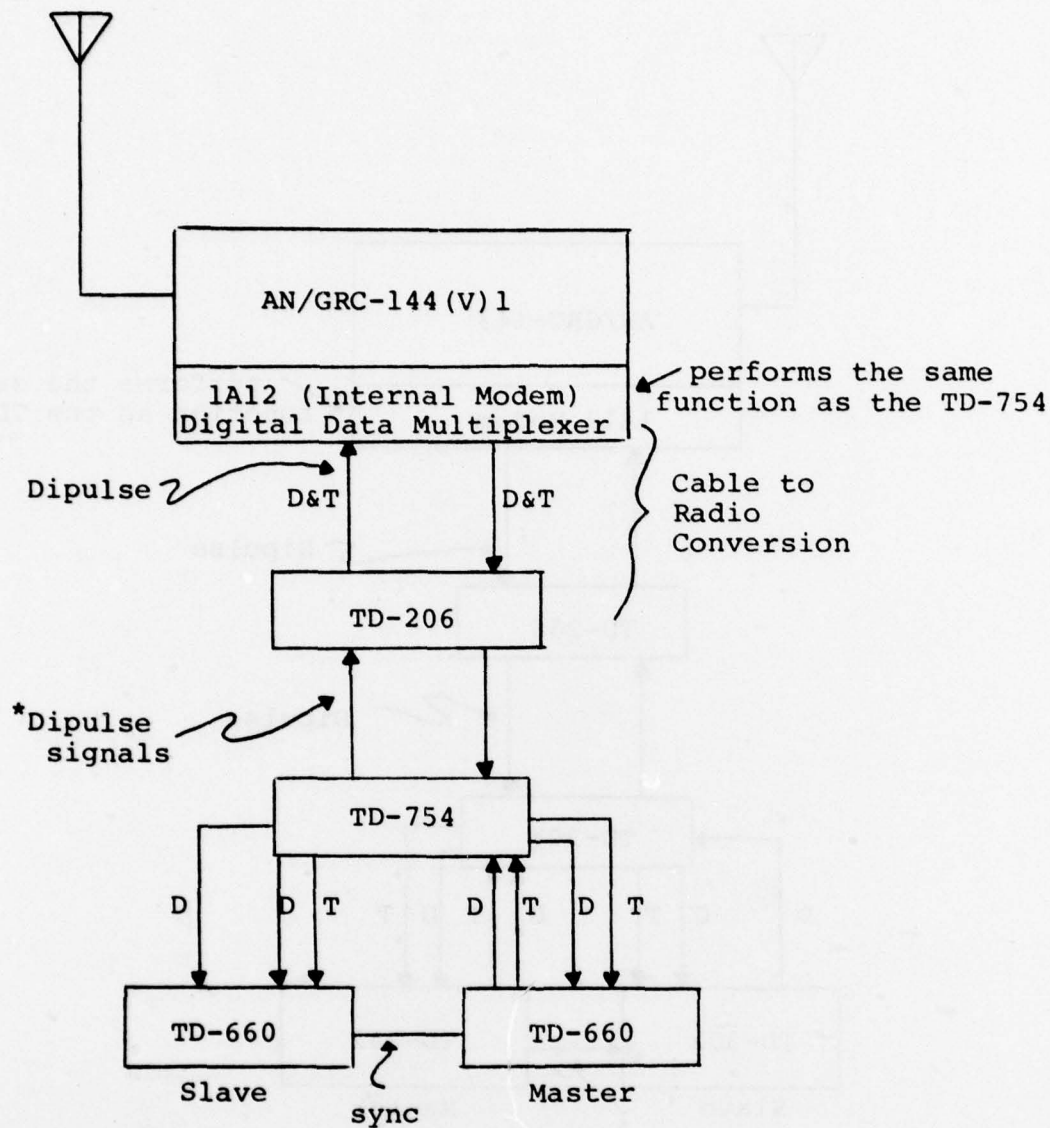 AN/GRC-144(V)1
1A12 (Internal Modem)
Digital Data Multiplexer
performs the same
function as the TD-754
Dipulse
D&T
D&T
Cable to
Radio
Conversion
TD-206
*Dipulse
signals
TD-754
D D T D T D T
TD-660
TD-660
Slave
sync
Master